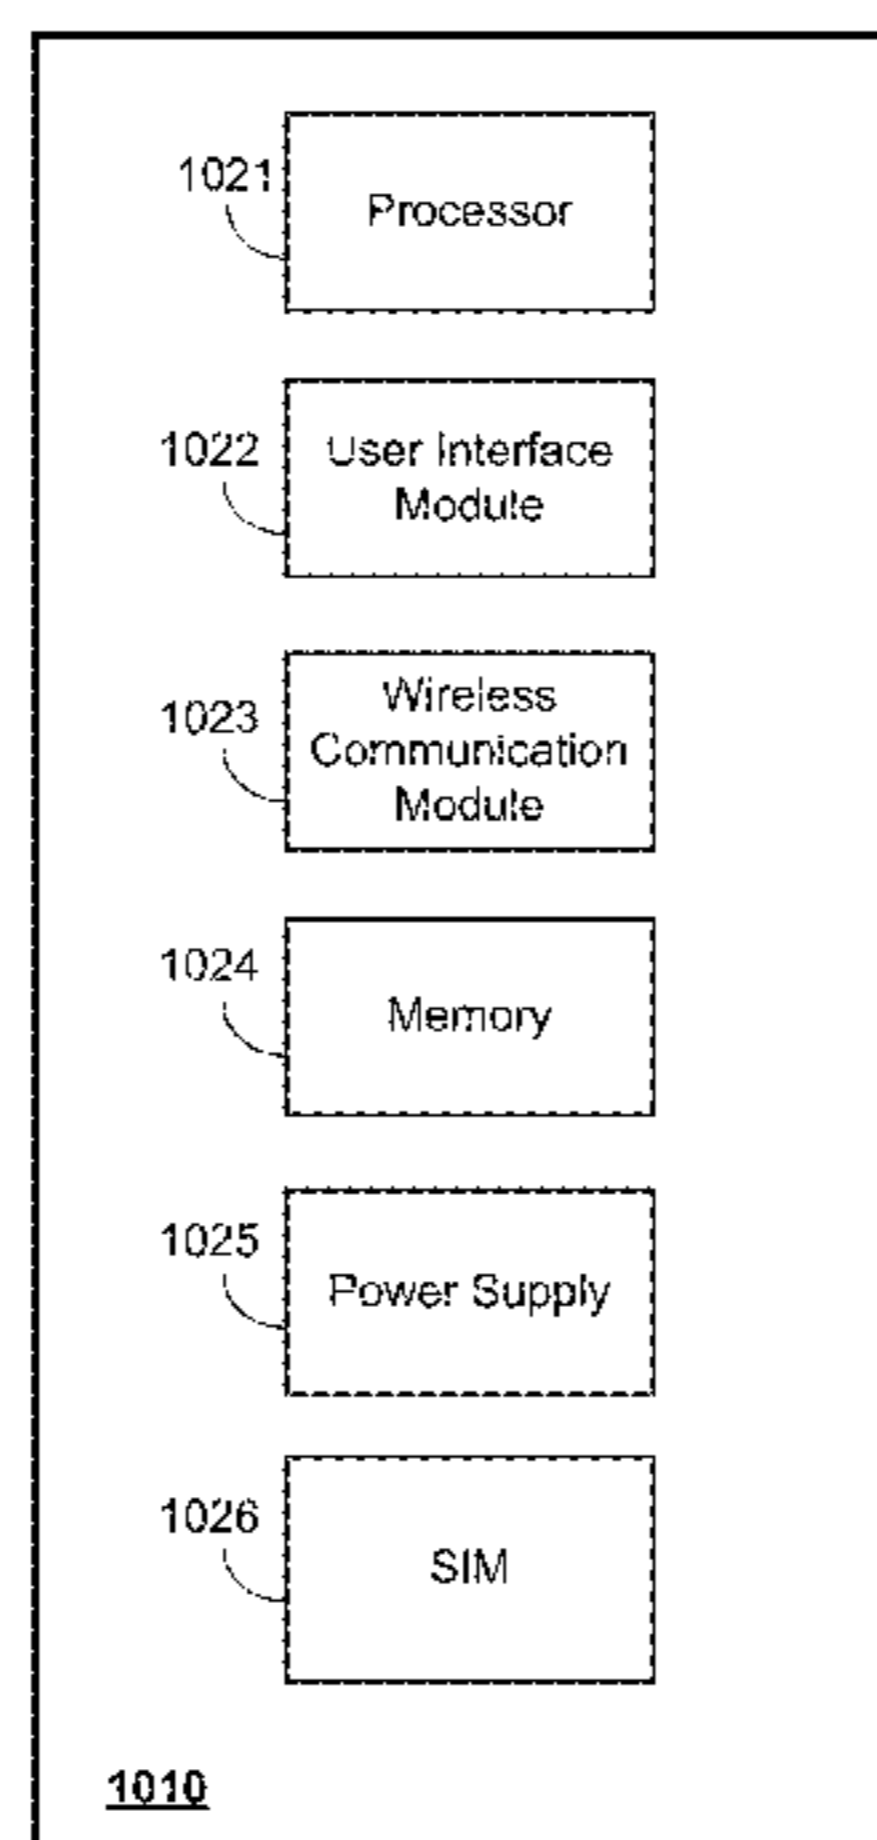 1021
Processor
1022
User Interface
Module
1023
Wireless
Communication
Module
1024
Memory
1025
Power Supply
1026
SIM
1010